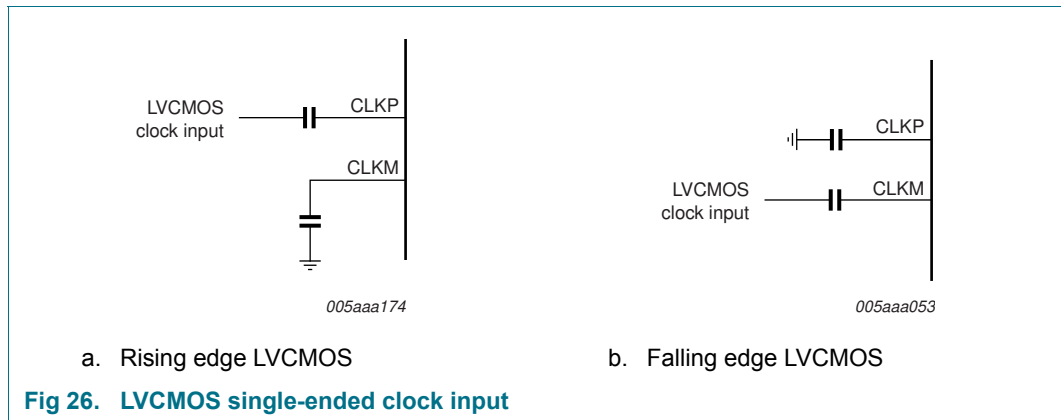 LVCMOS
clock input
CLKP
CLKM
005aaa174
a. Rising edge LVCMOS
CLKP
LVCMOS
clock input
CLKM
005aaa053
b. Falling edge LVCMOS
Fig 26. LVCMOS single-ended clock input